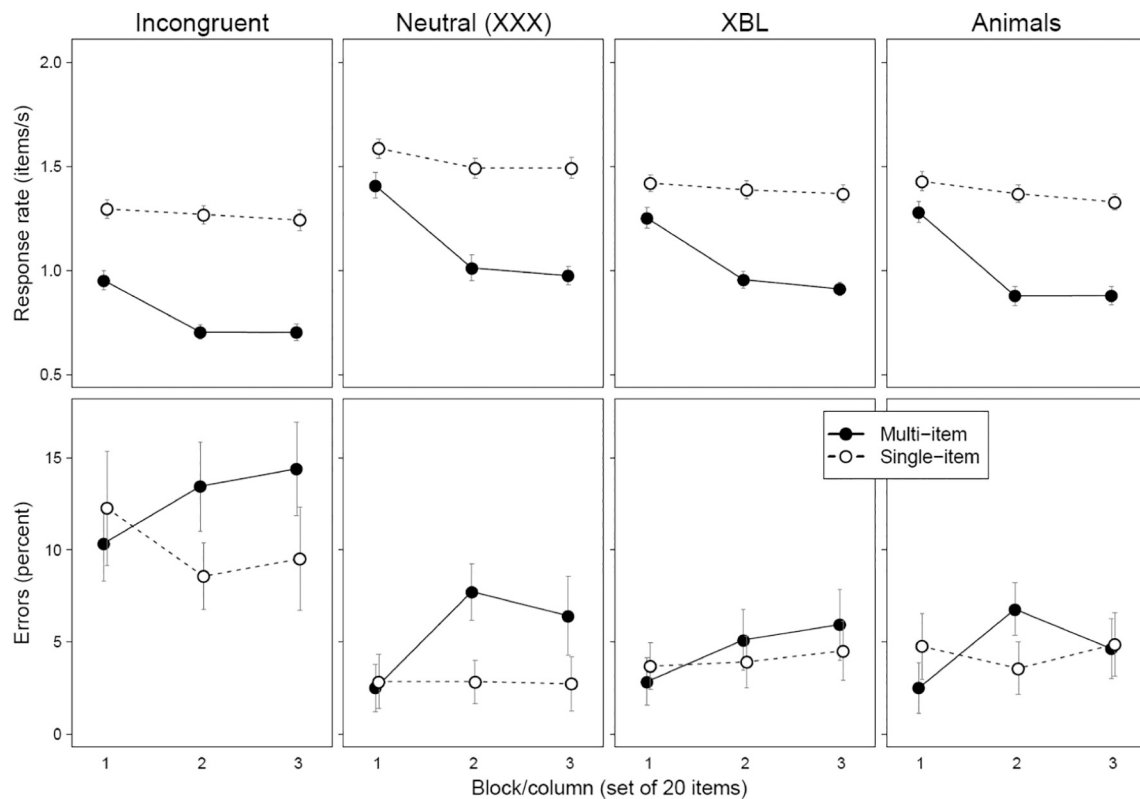 Incongruent Neutral (XXX) XBL Animals
2.0
1.5
1.0
0.5
Response rate (items/s)
15
10
5
0
Errors (percent)
Multi−item
Single−item
1 2 3 1 2 3 1 2 3 1 2 3
Block/column (set of 20 items)